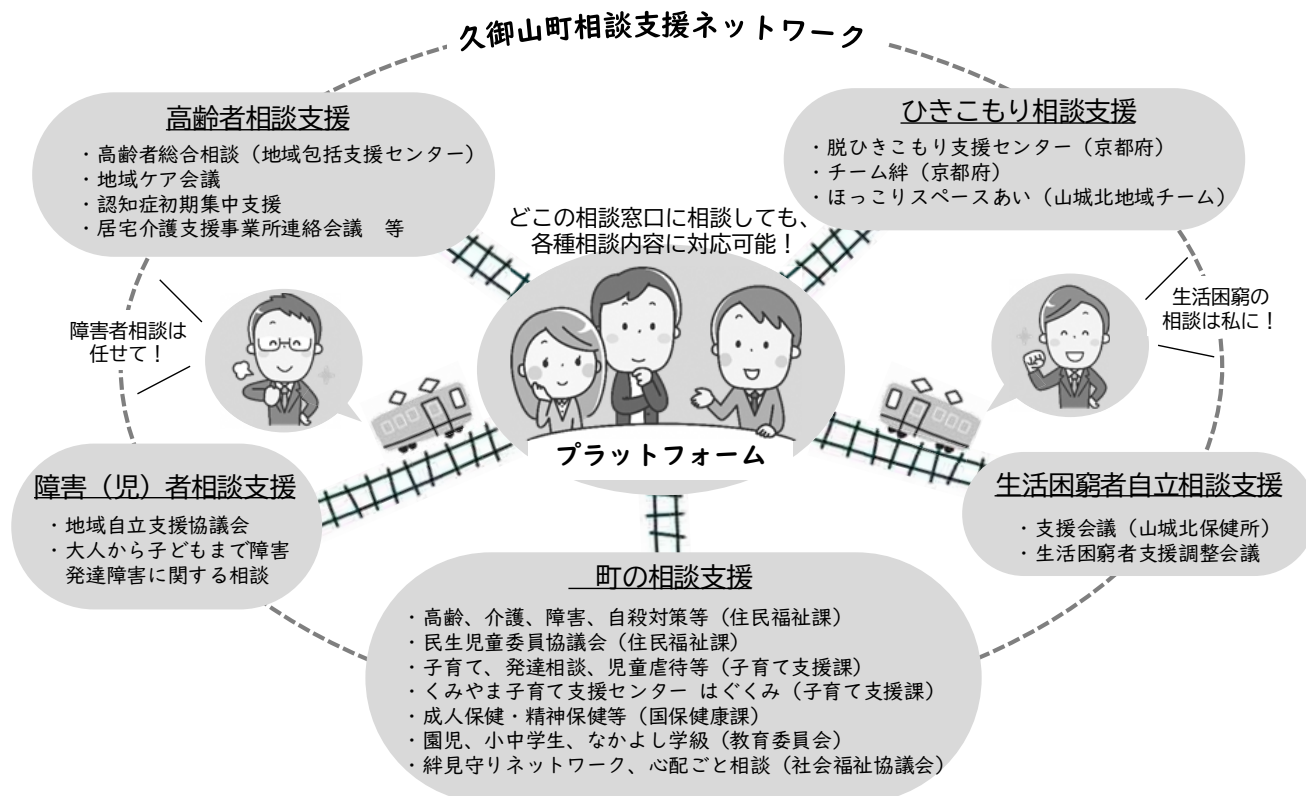 久御山町相談支援ネットワーク
高齢者相談支援
・高齢者総合相談（地域包括支援センター）
・地域ケア会議
・認知症初期集中支援
・居宅介護支援事業所連絡会議　等
ひきこもり相談支援
・脱ひきこもり支援センター（京都府）
・チーム絆（京都府）
・ほっこりスペースあい（山城北地域チーム）
どこの相談窓口に相談しても、
各種相談内容に対応可能！
障害者相談は
任せて！
生活困窮の
相談は私に！
プラットフォーム
障害（児）者相談支援
・地域自立支援協議会
・大人から子どもまで障害
発達障害に関する相談
生活困窮者自立相談支援
・支援会議（山城北保健所）
・生活困窮者支援調整会議
町の相談支援
・高齢、介護、障害、自殺対策等（住民福祉課）
・民生児童委員協議会（住民福祉課）
・子育て、発達相談、児童虐待等（子育て支援課）
・くみやま子育て支援センター はぐくみ（子育て支援課）
・成人保健・精神保健等（国保健康課）
・園児、小中学生、なかよし学級（教育委員会）
・絆見守りネットワーク、心配ごと相談（社会福祉協議会）